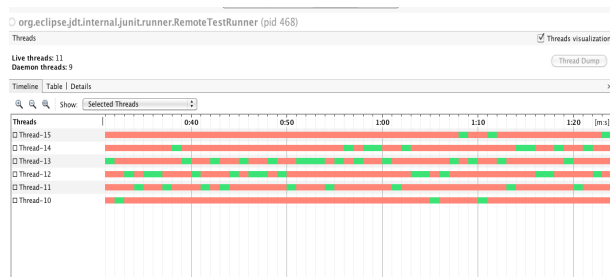 org.eclipse.jdt.internal.junit.runner.RemoteTestRunner (pid 468)
Threads
Threads visualization
Live threads: 11
Daemon threads: 9
Thread Dump
Timeline Table Details
Show: Selected Threads
Threads 0:40 0:50 1:00 1:10 1:20 [m:s]
Thread-15
Thread-14
Thread-13
Thread-12
Thread-11
Thread-10